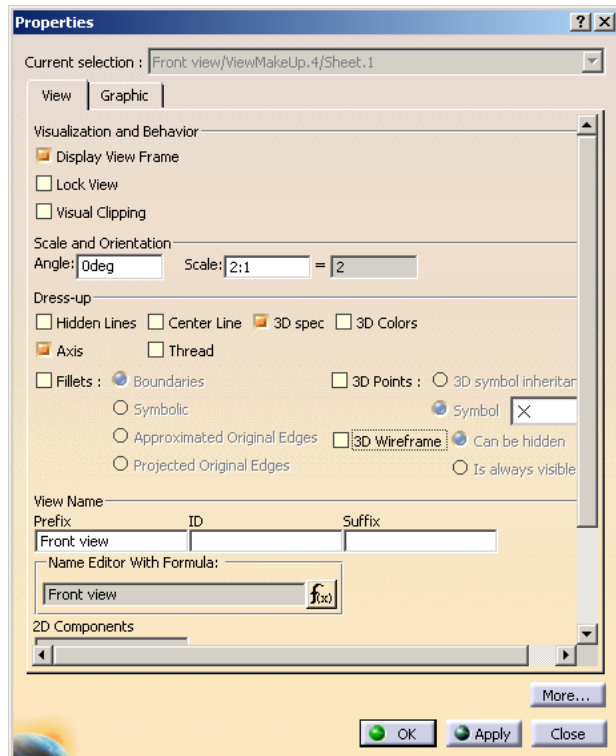 Properties
Current selection : Front view/ViewMakeUp.4/Sheet.1
View Graphic
Visualization and Behavior
Display View Frame
Lock View
Visual Clipping
Scale and Orientation
Angle: 0deg Scale: 2:1 = 2
Dress-up
Hidden Lines Center Line 3D spec 3D Colors
Axis Thread
Fillets : Boundaries 3D Points : 3D symbol inheritan
Symbolic Symbol
Approximated Original Edges 3D Wireframe Can be hidden
Projected Original Edges Is always visible
View Name
Prefix ID Suffix
Front view
Name Editor With Formula:
Front view f(x)
2D Components
More...
OK Apply Close